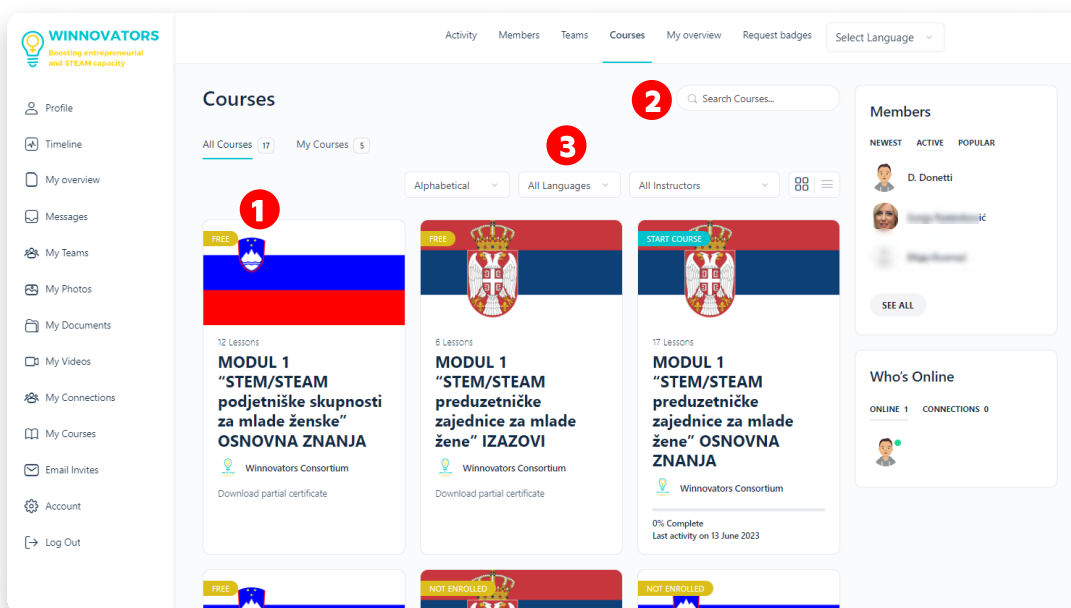 WINNOVATORS
Boosting entrepreneurial
and STEAM capacity
Activity Members Teams Courses My overview Request badges Select Language
Profile
Timeline
My overview
Messages
My Teams
My Photos
My Documents
My Videos
My Connections
My Courses
Email Invites
Account
Log Out
Courses
2
Search Courses...
All Courses 17 My Courses 5
3
Alphabetical All Languages All Instructors
1
FREE
12 Lessons
MODUL 1
“STEM/STEAM
podjetniške skupnosti
za mlade ženske”
OSNOVNA ZNANJA
Winnovators Consortium
Download partial certificate
FREE
6 Lessons
MODUL 1
“STEM/STEAM
preduzetničke
zajednice za mlade
žene” IZAZOVI
Winnovators Consortium
Download partial certificate
START COURSE
17 Lessons
MODUL 1
“STEM/STEAM
preduzetničke
zajednice za mlade
žene” OSNOVNA
ZNANJA
Winnovators Consortium
0% Complete
Last activity on 13 June 2023
FREE
NOT ENROLLED
NOT ENROLLED
Members
NEWEST ACTIVE POPULAR
D. Donetti
SEE ALL
Who's Online
ONLINE 1 CONNECTIONS 0